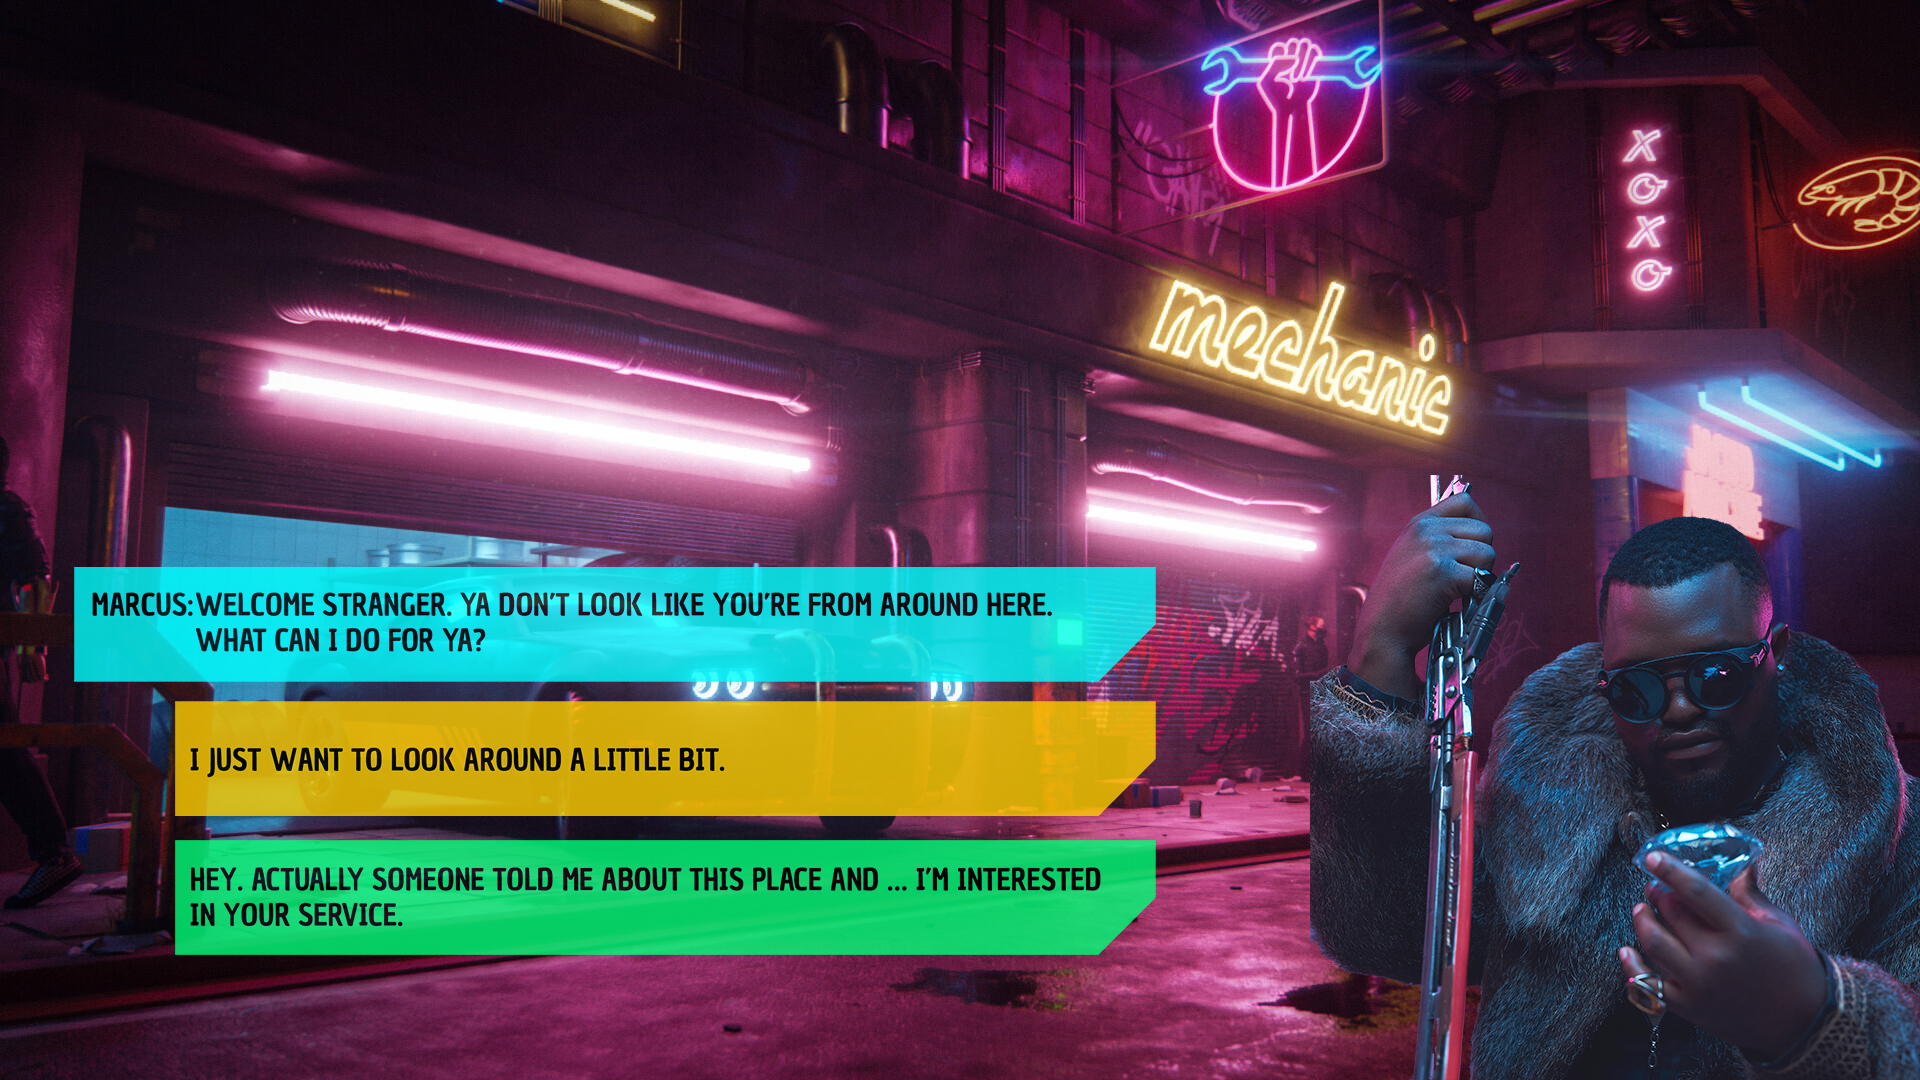 XOXO
mechanic
MARCUS: WELCOME STRANGER. YA DON'T LOOK LIKE YOU'RE FROM AROUND HERE.
WHAT CAN I DO FOR YA?
I JUST WANT TO LOOK AROUND A LITTLE BIT.
HEY. ACTUALLY SOMEONE TOLD ME ABOUT THIS PLACE AND ... I'M INTERESTED
IN YOUR SERVICE.